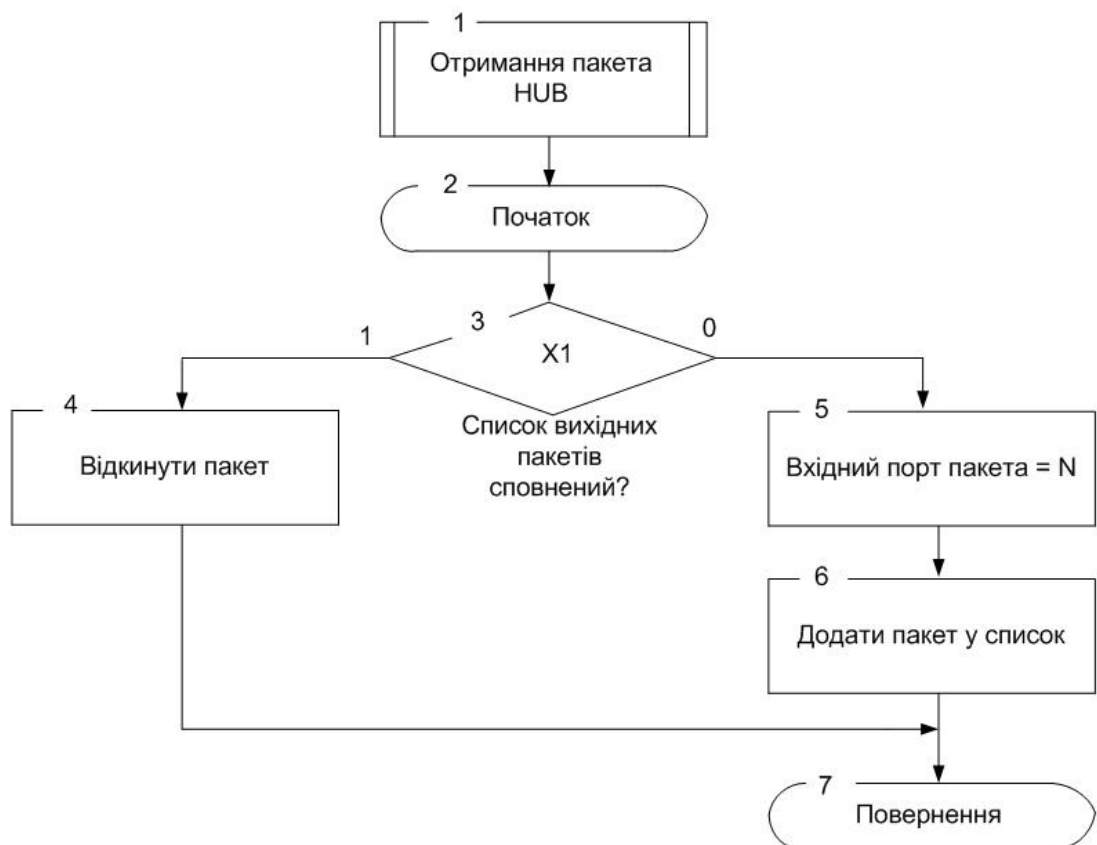 1
Отримання пакета
HUB
2
Початок
3
1
0
X1
Список вихідних
пакетів
сповнений?
4
Відкинути пакет
5
Вхідний порт пакета = N
6
Додати пакет у список
7
Повернення